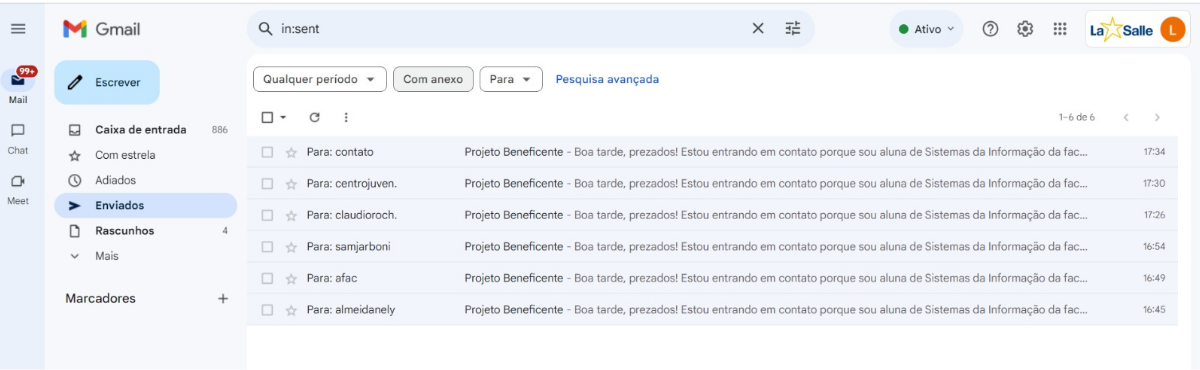 Gmail
in:sent
Ativo
La Salle
L
99+
Mail
Chat
Meet
Escrever
Caixa de entrada 886
Com estrela
Adiados
Enviados
Rascunhos 4
Mais
Marcadores
Qualquer período Com anexo Para Pesquisa avançada
1–6 de 6
Para: contato Projeto Beneficente - Boa tarde, prezados! Estou entrando em contato porque sou aluna de Sistemas da Informação da fac... 17:34
Para: centrojuven. Projeto Beneficente - Boa tarde, prezados! Estou entrando em contato porque sou aluna de Sistemas da Informação da fac... 17:30
Para: claudioroch. Projeto Beneficente - Boa tarde, prezados! Estou entrando em contato porque sou aluna de Sistemas da Informação da fac... 17:26
Para: samjarboni Projeto Beneficente - Boa tarde, prezados! Estou entrando em contato porque sou aluna de Sistemas da Informação da fac... 16:54
Para: afac Projeto Beneficente - Boa tarde, prezados! Estou entrando em contato porque sou aluna de Sistemas da Informação da fac... 16:49
Para: almeidanely Projeto Beneficente - Boa tarde, prezados! Estou entrando em contato porque sou aluna de Sistemas da Informação da fac... 16:45